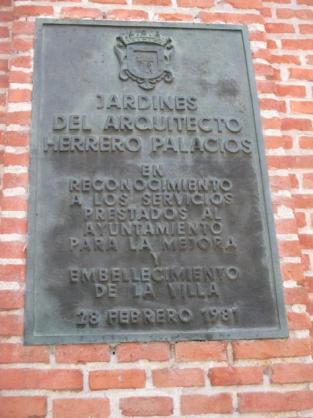 JARDINES
DEL ARQUITECTO
HERRERO PALACIOS
EN
RECONOCIMIENTO
A LOS SERVICIOS
PRESTADOS AL
AYUNTAMIENTO
PARA LA MEJORA
Y
EMBELLECIMIENTO
DE LA VILLA
28 FEBRERO 1981